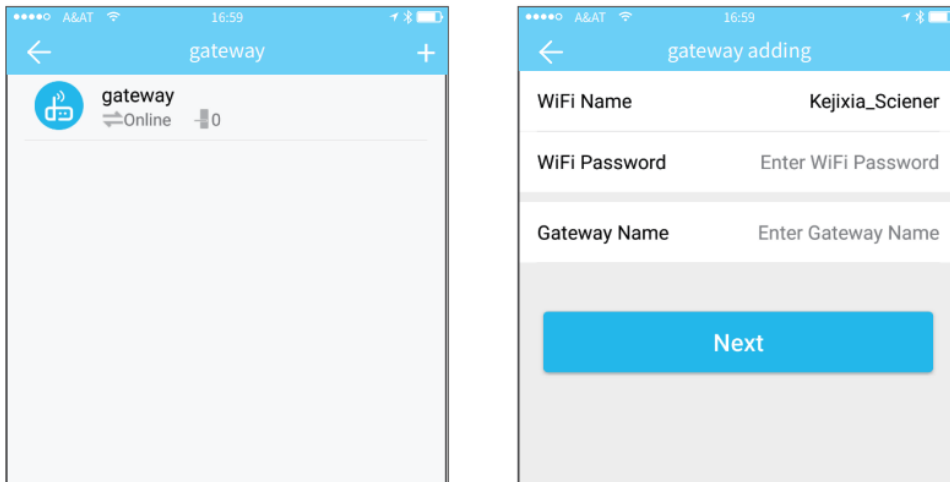 A&AT 16:59
gateway
gateway
Online 0
A&AT 16:59
gateway adding
WiFi Name Kejixia_Sciener
WiFi Password Enter WiFi Password
Gateway Name Enter Gateway Name
Next